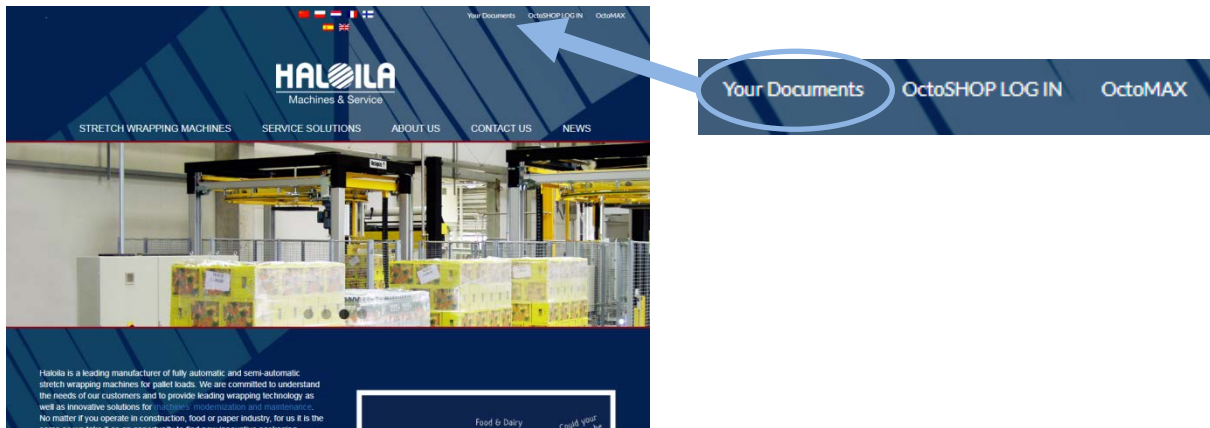 Your Documents OctoSHOP LOG IN OctoMAX
HALOILA
Machines & Service
STRETCH WRAPPING MACHINES SERVICE SOLUTIONS ABOUT US CONTACT US NEWS
Octopus
Haloila is a leading manufacturer of fully automatic and semi-automatic
stretch wrapping machines for pallet loads. We are committed to understand
the needs of our customers and to provide leading wrapping technology as
well as innovative solutions for machines' modernization and maintenance.
No matter if you operate in construction, food or paper industry, for us it is the
Food & Dairy
Could your
be
Your Documents OctoSHOP LOG IN OctoMAX